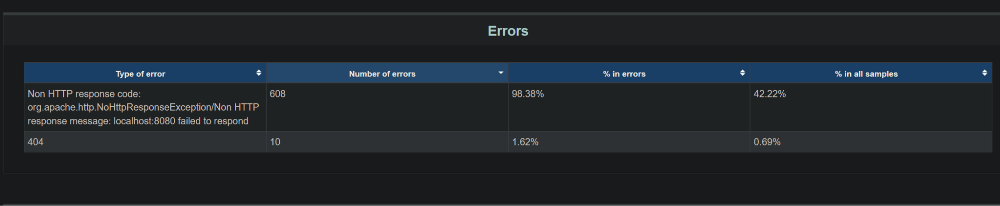 Errors
Type of error
Number of errors
% in errors
% in all samples
Non HTTP response code:
org.apache.http.NoHttpResponseException/Non HTTP
response message: localhost:8080 failed to respond
608
98.38%
42.22%
404
10
1.62%
0.69%